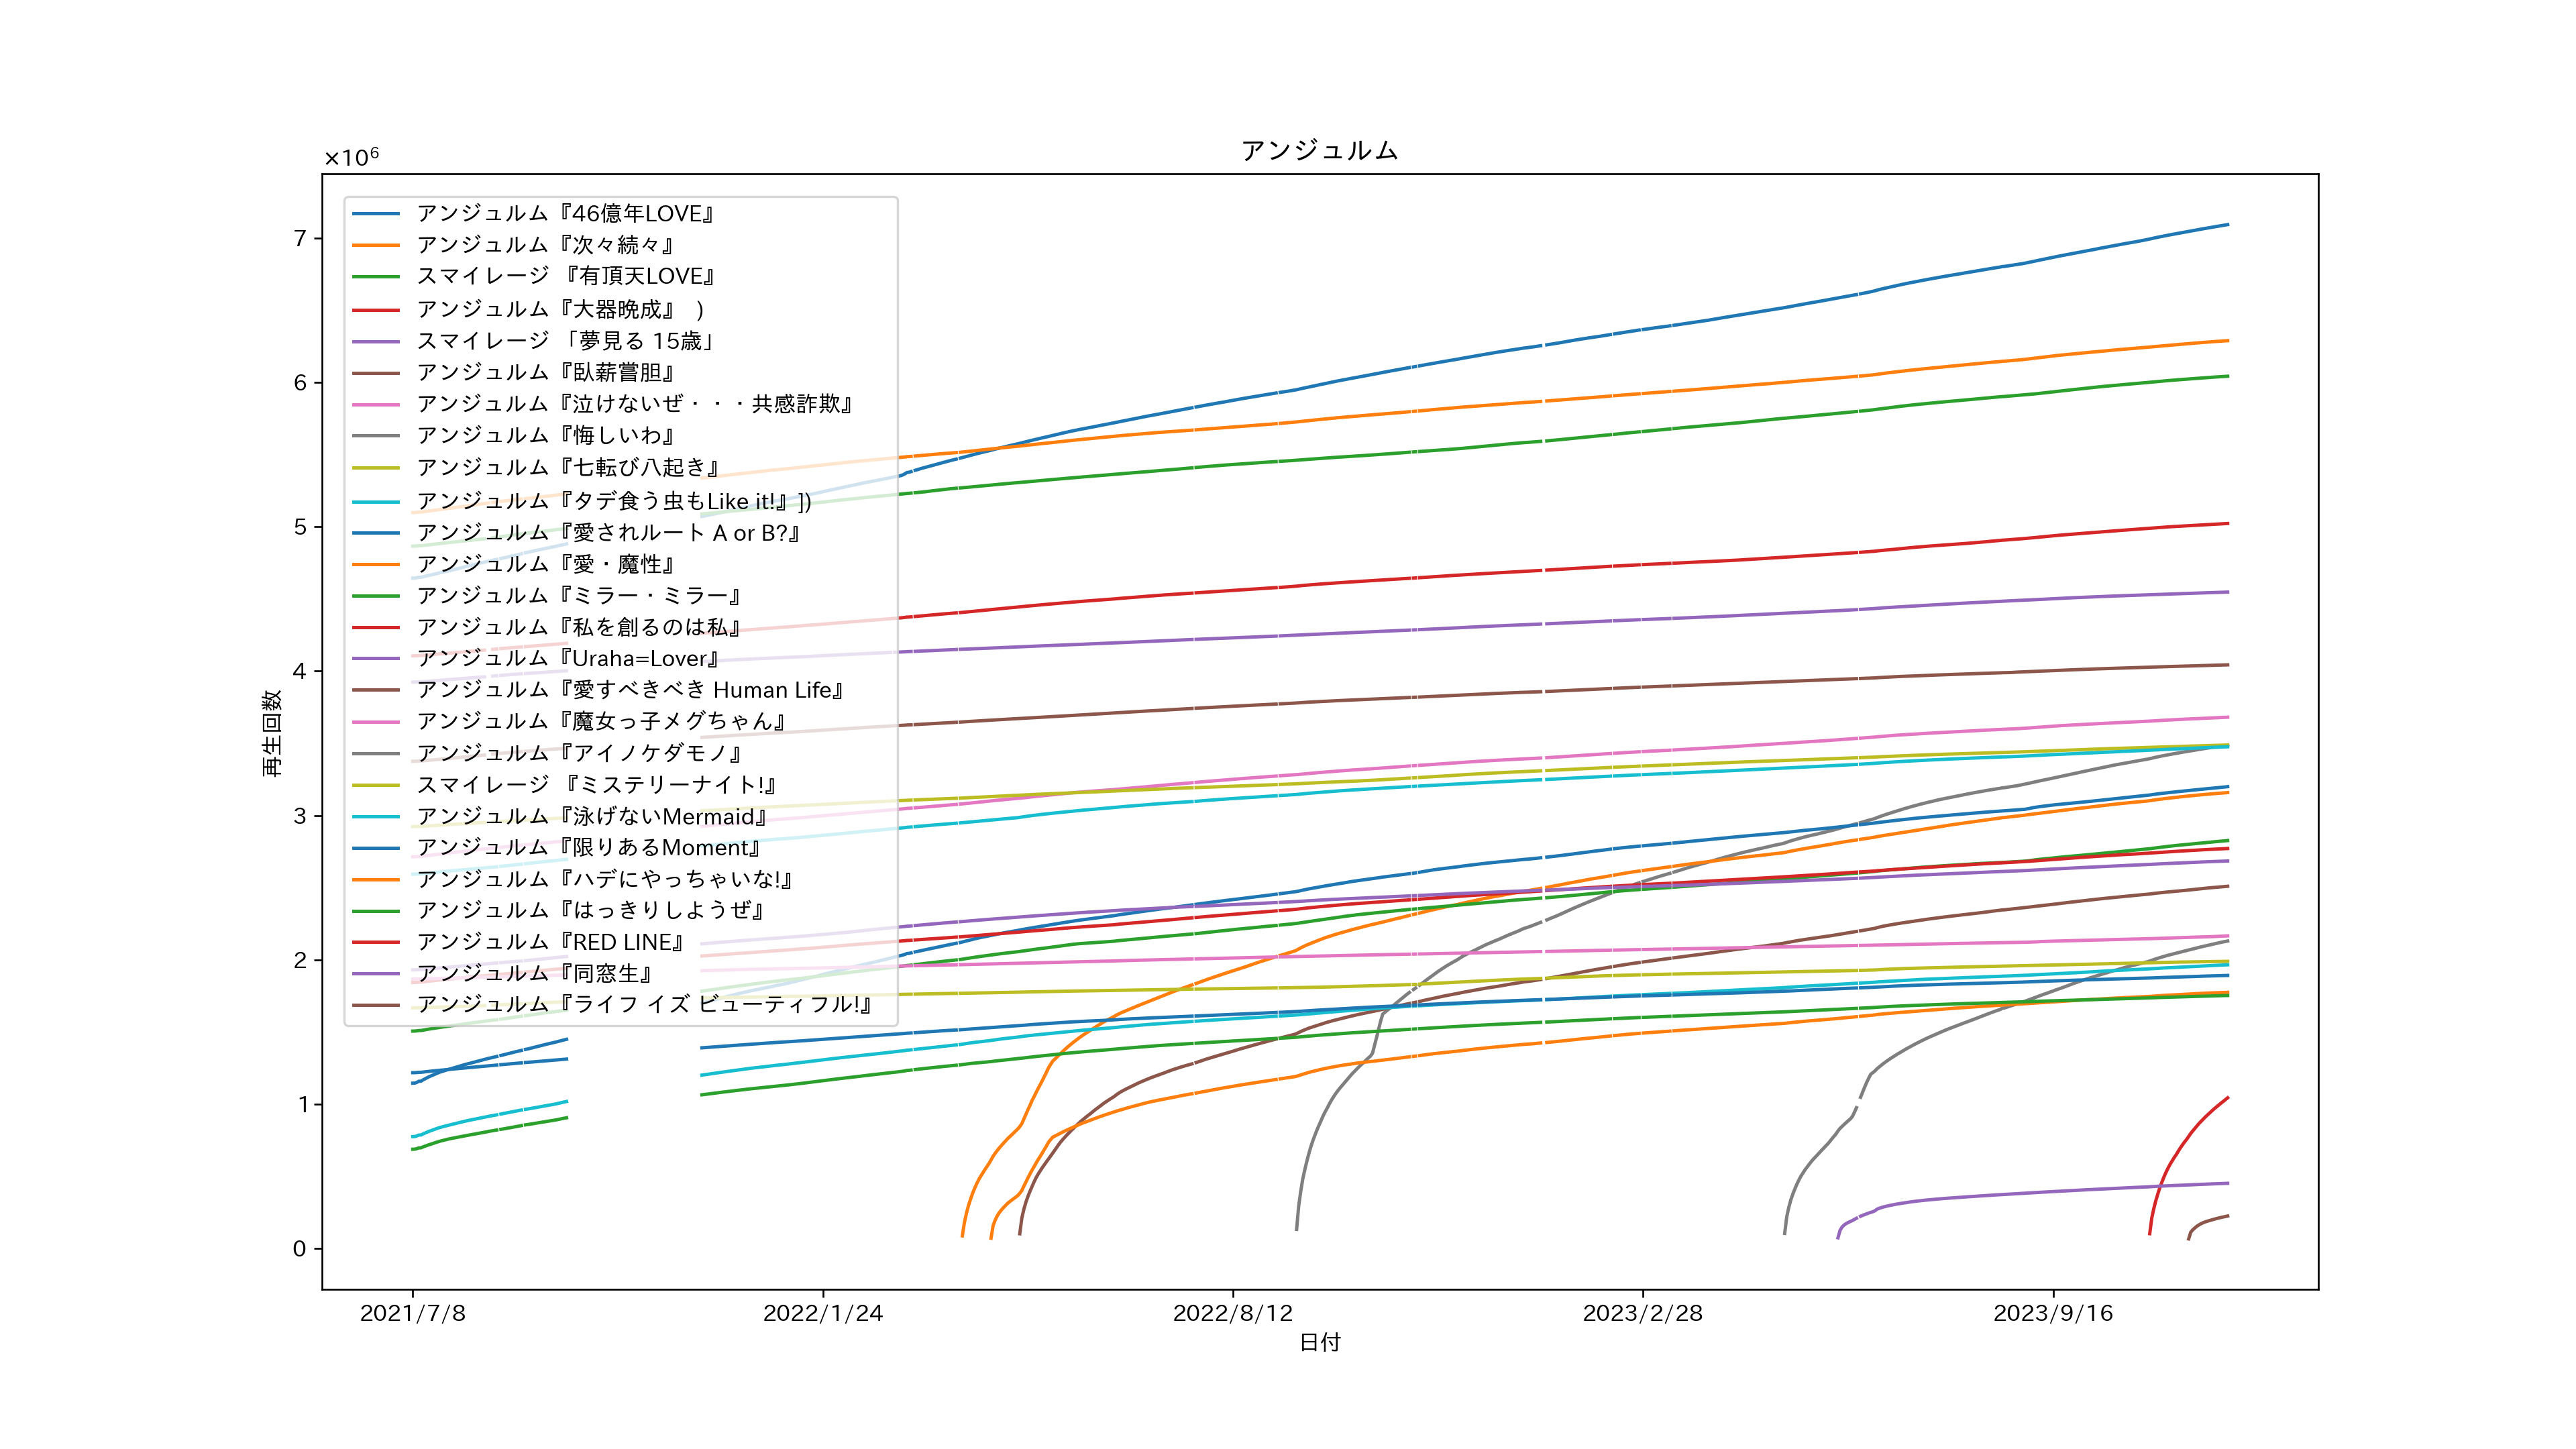 アンジュルム
×10⁶
アンジュルム『46億年LOVE』
アンジュルム『次々続々』
スマイレージ 『有頂天LOVE』
アンジュルム『大器晩成』 )
スマイレージ 「夢見る 15歳」
アンジュルム『臥薪嘗胆』
アンジュルム『泣けないぜ・・・共感詐欺』
アンジュルム『悔しいわ』
アンジュルム『七転び八起き』
アンジュルム『タデ食う虫もLike it!』])
アンジュルム『愛されルート A or B?』
アンジュルム『愛・魔性』
アンジュルム『ミラー・ミラー』
アンジュルム『私を創るのは私』
アンジュルム『Uraha=Lover』
アンジュルム『愛すべきべき Human Life』
アンジュルム『魔女っ子メグちゃん』
アンジュルム『アイノケダモノ』
スマイレージ 『ミステリーナイト!』
アンジュルム『泳げないMermaid』
アンジュルム『限りあるMoment』
アンジュルム『ハデにやっちゃいな!』
アンジュルム『はっきりしようぜ』
アンジュルム『RED LINE』
アンジュルム『同窓生』
アンジュルム『ライフ イズ ビューティフル!』
7
6
5
4
3
2
1
0
再生回数
2021/7/8 2022/1/24 2022/8/12 2023/2/28 2023/9/16
日付